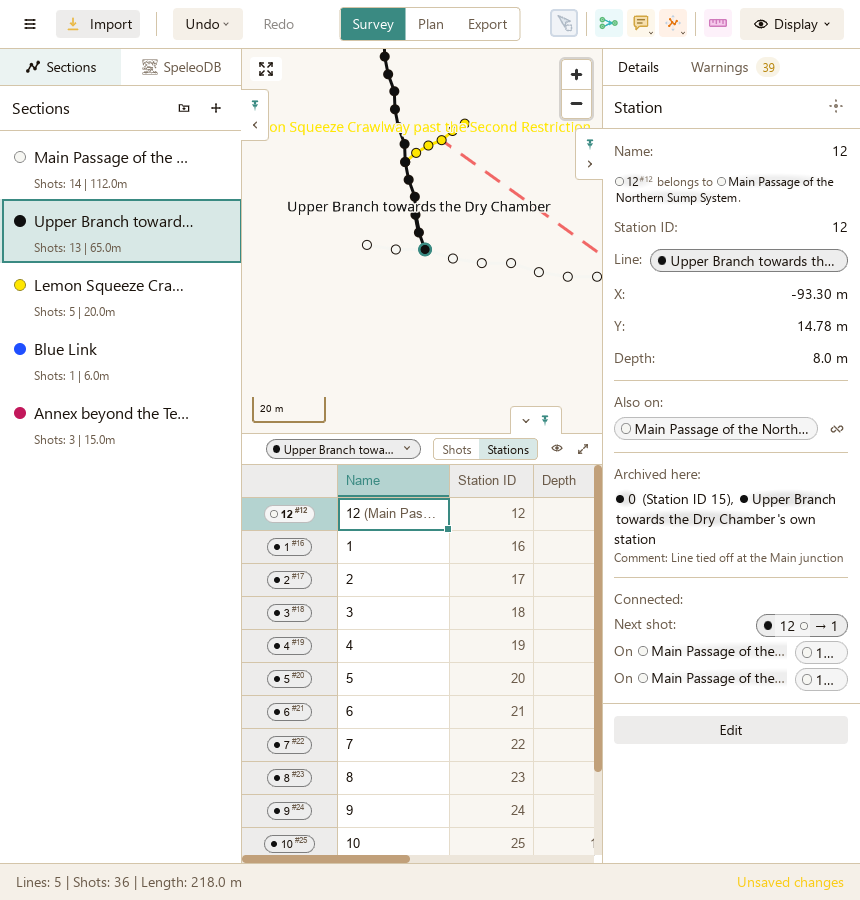 Import
Undo
Redo
Survey
Plan
Export
Display
Sections
SpeleoDB
Sections
Main Passage of the ...
Shots: 14 | 112.0m
Upper Branch toward...
Shots: 13 | 65.0m
Lemon Squeeze Cra...
Shots: 5 | 20.0m
Blue Link
Shots: 1 | 6.0m
Annex beyond the Te...
Shots: 3 | 15.0m
on Squeeze Crawlway past the Second Restriction
Upper Branch towards the Dry Chamber
20 m
Upper Branch towa...
Shots
Stations
Name
Station ID
Depth
12 #12
12 (Main Pas...
12
1 #16
1
16
2 #17
2
17
3 #18
3
18
4 #19
4
19
5 #20
5
20
6 #21
6
21
7 #22
7
22
8 #23
8
23
9 #24
9
24
10 #25
10
25
Details
Warnings 39
Station
Name: 12
12 #12 belongs to Main Passage of the
Northern Sump System.
Station ID: 12
Line: Upper Branch towards th...
X: -93.30 m
Y: 14.78 m
Depth: 8.0 m
Also on:
Main Passage of the North...
Archived here:
0 (Station ID 15), Upper Branch
towards the Dry Chamber's own
station
Comment: Line tied off at the Main junction
Connected:
Next shot: 12 → 1
On Main Passage of the... 1...
On Main Passage of the... 1...
Edit
Lines: 5 | Shots: 36 | Length: 218.0 m
Unsaved changes